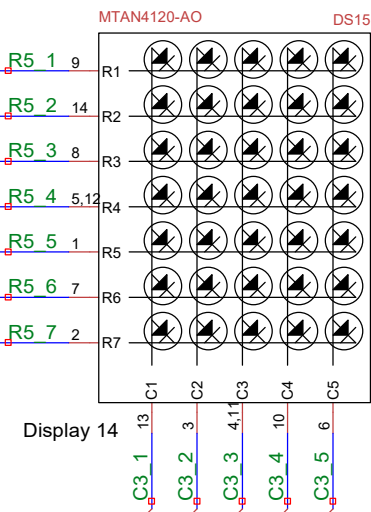 MTAN4120-AO
DS15
R5_1 9 R1
R5_2 14 R2
R5_3 8 R3
R5_4 5,12 R4
R5_5 1 R5
R5_6 7 R6
R5_7 2 R7
C1 C2 C3 C4 C5
13 3 4,11 10 6
Display 14
C3_1 C3_2 C3_3 C3_4 C3_5